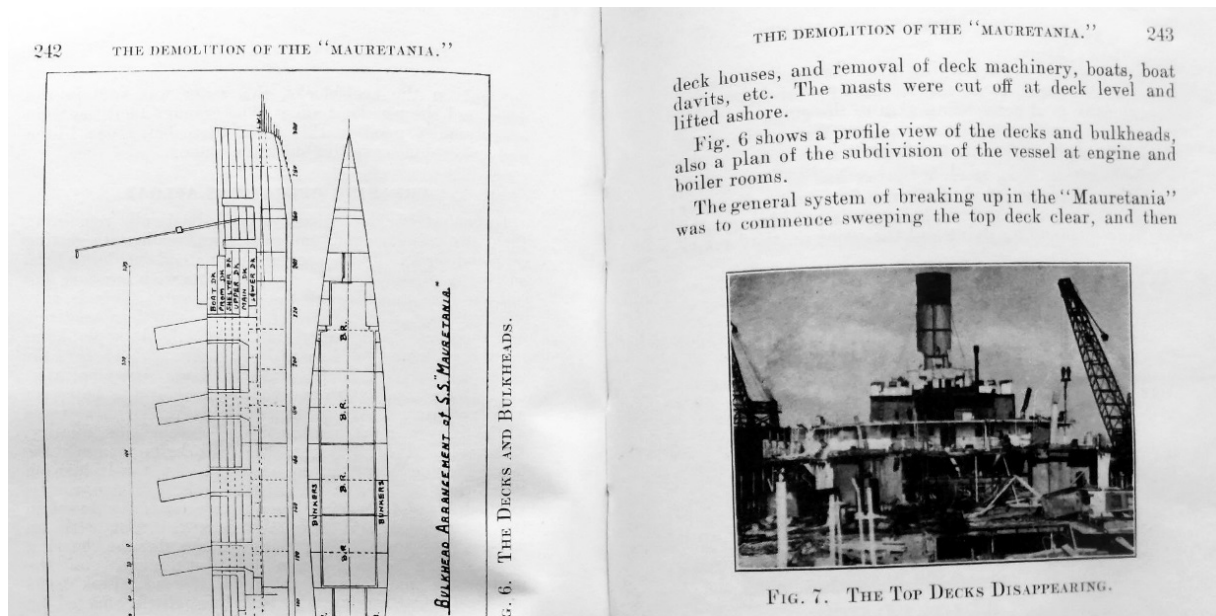 242 THE DEMOLITION OF THE "MAURETANIA."
BOAT DK
PROM DK
SHELTER DK
UPPER DK
MAIN DK
LOWER DK
B.R.
B.R.
B.R.
B.R.
BUNKERS
BUNKERS
BULKHEAD ARRANGEMENT of S.S. "MAURETANIA."
6. THE DECKS AND BULKHEADS.
THE DEMOLITION OF THE "MAURETANIA." 243
deck houses, and removal of deck machinery, boats, boat
davits, etc. The masts were cut off at deck level and
lifted ashore.
Fig. 6 shows a profile view of the decks and bulkheads,
also a plan of the subdivision of the vessel at engine and
boiler rooms.
The general system of breaking up in the "Mauretania"
was to commence sweeping the top deck clear, and then
FIG. 7. THE TOP DECKS DISAPPEARING.